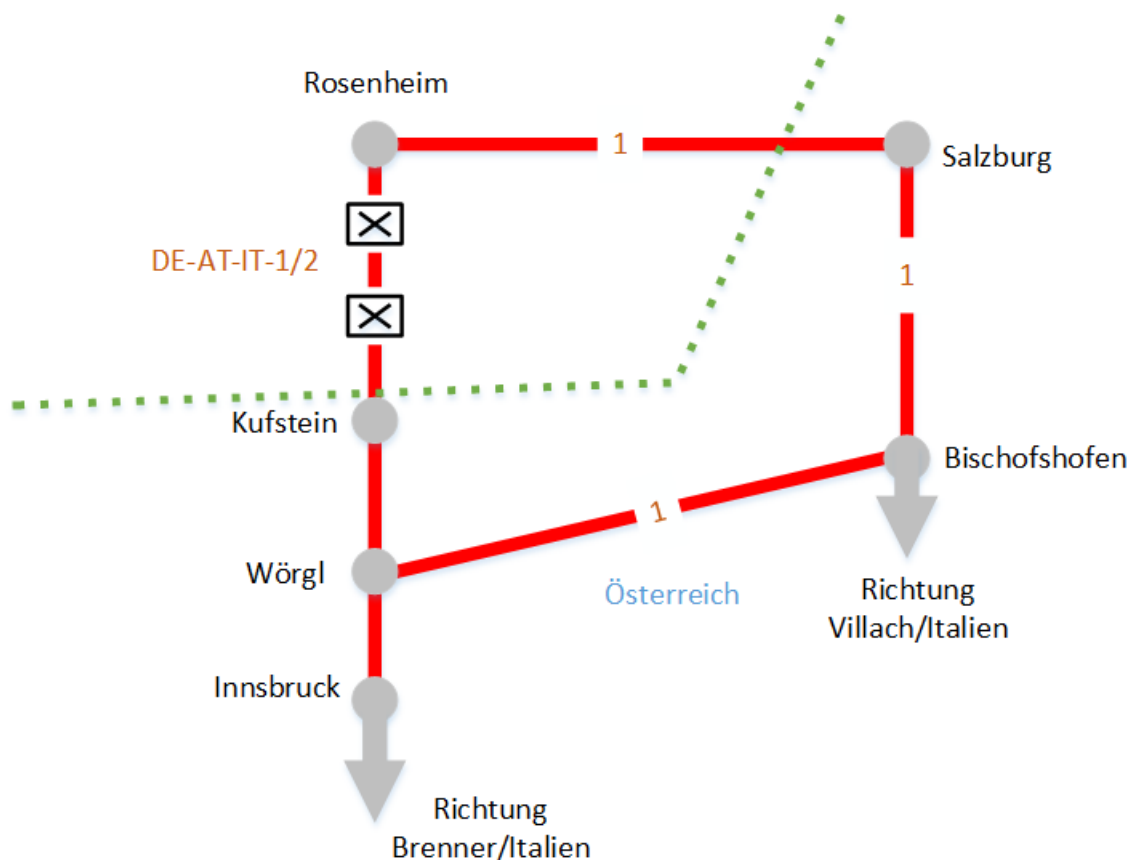 Rosenheim
1
Salzburg
DE-AT-IT-1/2
1
Kufstein
Bischofshofen
1
Wörgl
Österreich
Richtung
Villach/Italien
Innsbruck
Richtung
Brenner/Italien